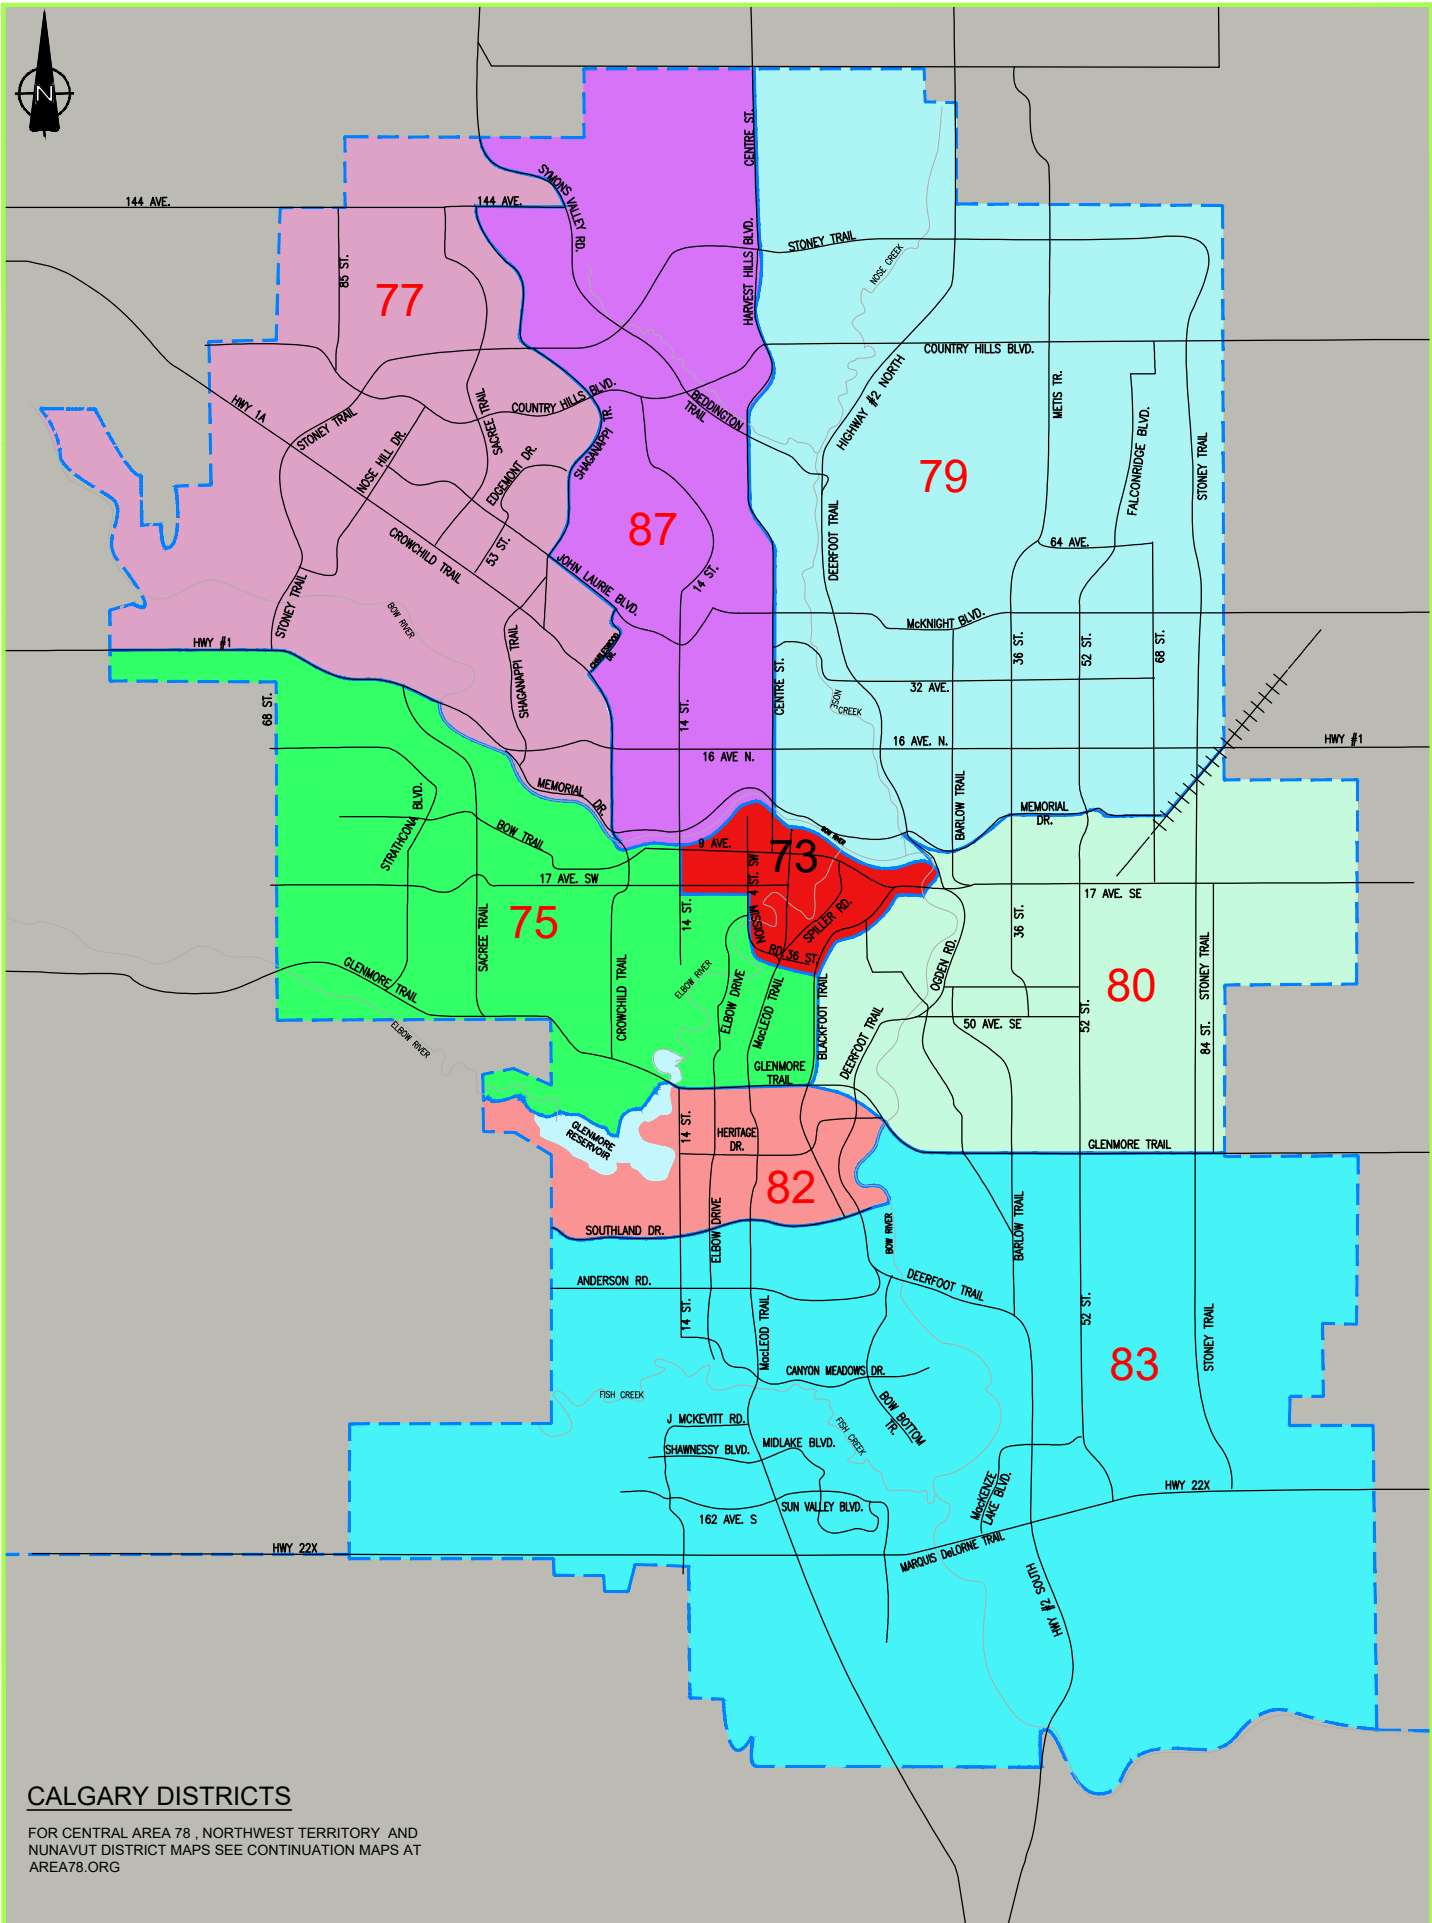 N
CENTRE ST.
SYMONS VALLEY RD.
144 AVE.
144 AVE.
HARVEST HILLS BLVD.
STONEY TRAIL
NOSE CREEK
85 ST.
77
COUNTRY HILLS BLVD.
HIGHWAY #2 NORTH
METIS TR.
HWY 1A
STONEY TRAIL
SACREE TRAIL
COUNTRY HILLS BLVD.
BEDDINGTON
TRAIL
SHAGANAPPI TR.
NOSE HILL DR.
EDGEMONT DR.
FALCONRIDGE BLVD.
STONEY TRAIL
79
87
CROWCHILD TRAIL
53 ST.
DEERFOOT TRAIL
64 AVE.
JOHN LAURIE BLVD.
14 ST.
STONEY TRAIL
BOW RIVER
McKNIGHT BLVD.
HWY #1
CHARLESWOOD
DR.
36 ST.
52 ST.
68 ST.
SHAGANAPPI TRAIL
68 ST.
14 ST.
CENTRE ST.
32 AVE.
NOSE
CREEK
16 AVE N.
16 AVE. N.
HWY #1
MEMORIAL DR.
STRATHCONA BLVD.
BARLOW TRAIL
MEMORIAL
DR.
BOW TRAIL
9 AVE.
BOW RIVER
73
17 AVE. SW
4 ST. SW
17 AVE. SE
75
14 ST.
MISSION
RD.
SPILLER RD.
36 ST.
36 ST.
SACREE TRAIL
CROWCHILD TRAIL
GLENMORE TRAIL
ELBOW RIVER
ELBOW DRIVE
MacLEOD TRAIL
BLACKFOOT TRAIL
OGDEN RD.
80
STONEY TRAIL
ELBOW RIVER
DEERFOOT TRAIL
50 AVE. SE
52 ST.
84 ST.
GLENMORE
TRAIL
GLENMORE
RESERVOIR
14 ST.
HERITAGE
DR.
GLENMORE TRAIL
82
SOUTHLAND DR.
ELBOW DRIVE
BOW RIVER
BARLOW TRAIL
ANDERSON RD.
DEERFOOT TRAIL
14 ST.
MacLEOD TRAIL
52 ST.
STONEY TRAIL
83
CANYON MEADOWS DR.
FISH CREEK
BOW BOTTOM
TR.
J MCKEVITT RD.
FISH CREEK
SHAWNESSY BLVD.
MIDLAKE BLVD.
MacKENZE
LAKE BLVD.
HWY 22X
SUN VALLEY BLVD.
162 AVE. S
HWY 22X
MARQUIS DeLORNE TRAIL
HWY #2 SOUTH
CALGARY DISTRICTS
FOR CENTRAL AREA 78 , NORTHWEST TERRITORY AND
NUNAVUT DISTRICT MAPS SEE CONTINUATION MAPS AT
AREA78.ORG